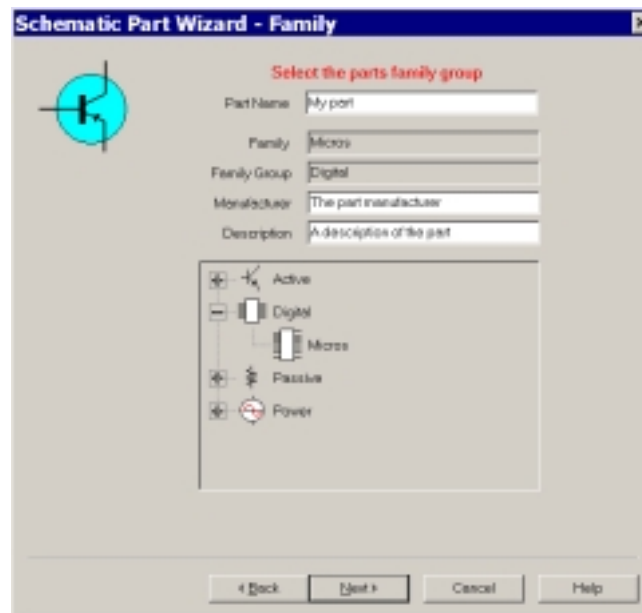 Schematic Part Wizard - Family
Select the parts family group
Part Name My part
Family Micros
Family Group Digital
Manufacturer The part manufacturer
Description A description of the part
Active
Digital
Micros
Passive
Power
< Back Next > Cancel Help